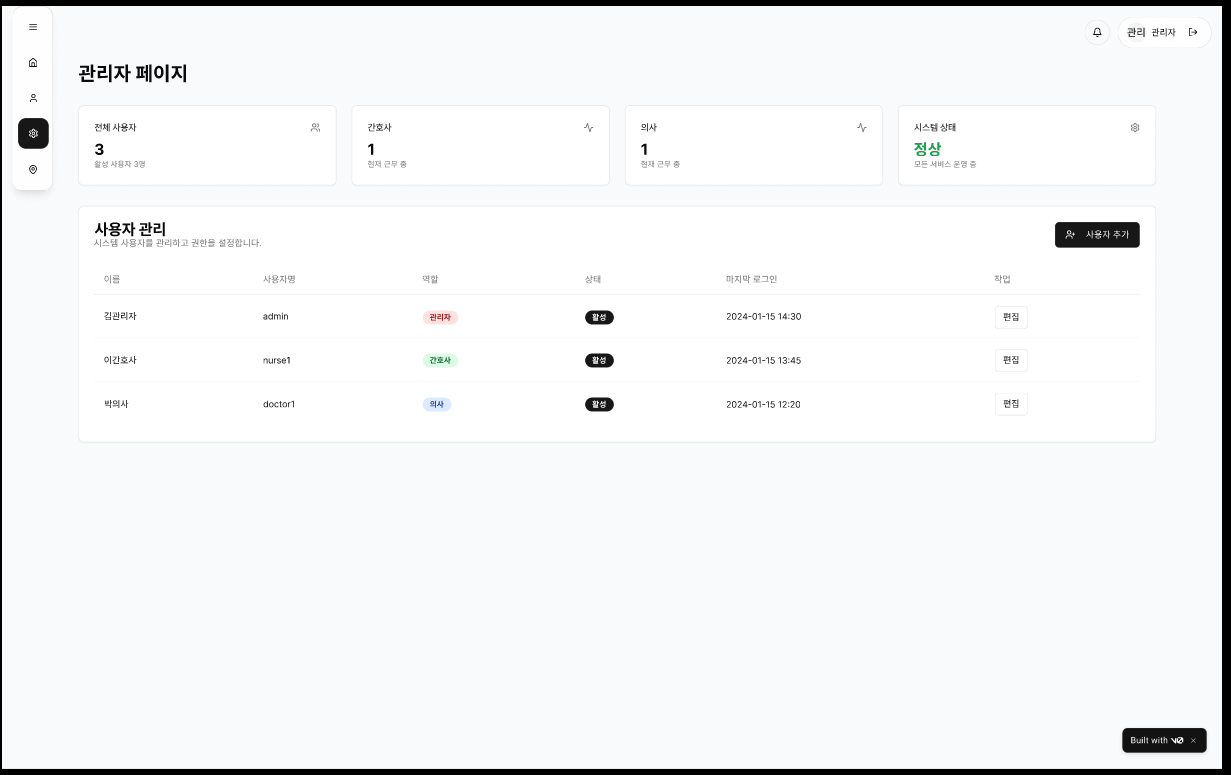 관리 관리자
관리자 페이지
전체 사용자
3
활성 사용자 3명
간호사
1
현재 근무 중
의사
1
현재 근무 중
시스템 상태
정상
모든 서비스 운영 중
사용자 관리
시스템 사용자를 관리하고 권한을 설정합니다.
사용자 추가
이름 사용자명 역할 상태 마지막 로그인 작업
김관리자 admin 관리자 활성 2024-01-15 14:30 편집
이간호사 nurse1 간호사 활성 2024-01-15 13:45 편집
박의사 doctor1 의사 활성 2024-01-15 12:20 편집
Built with v0